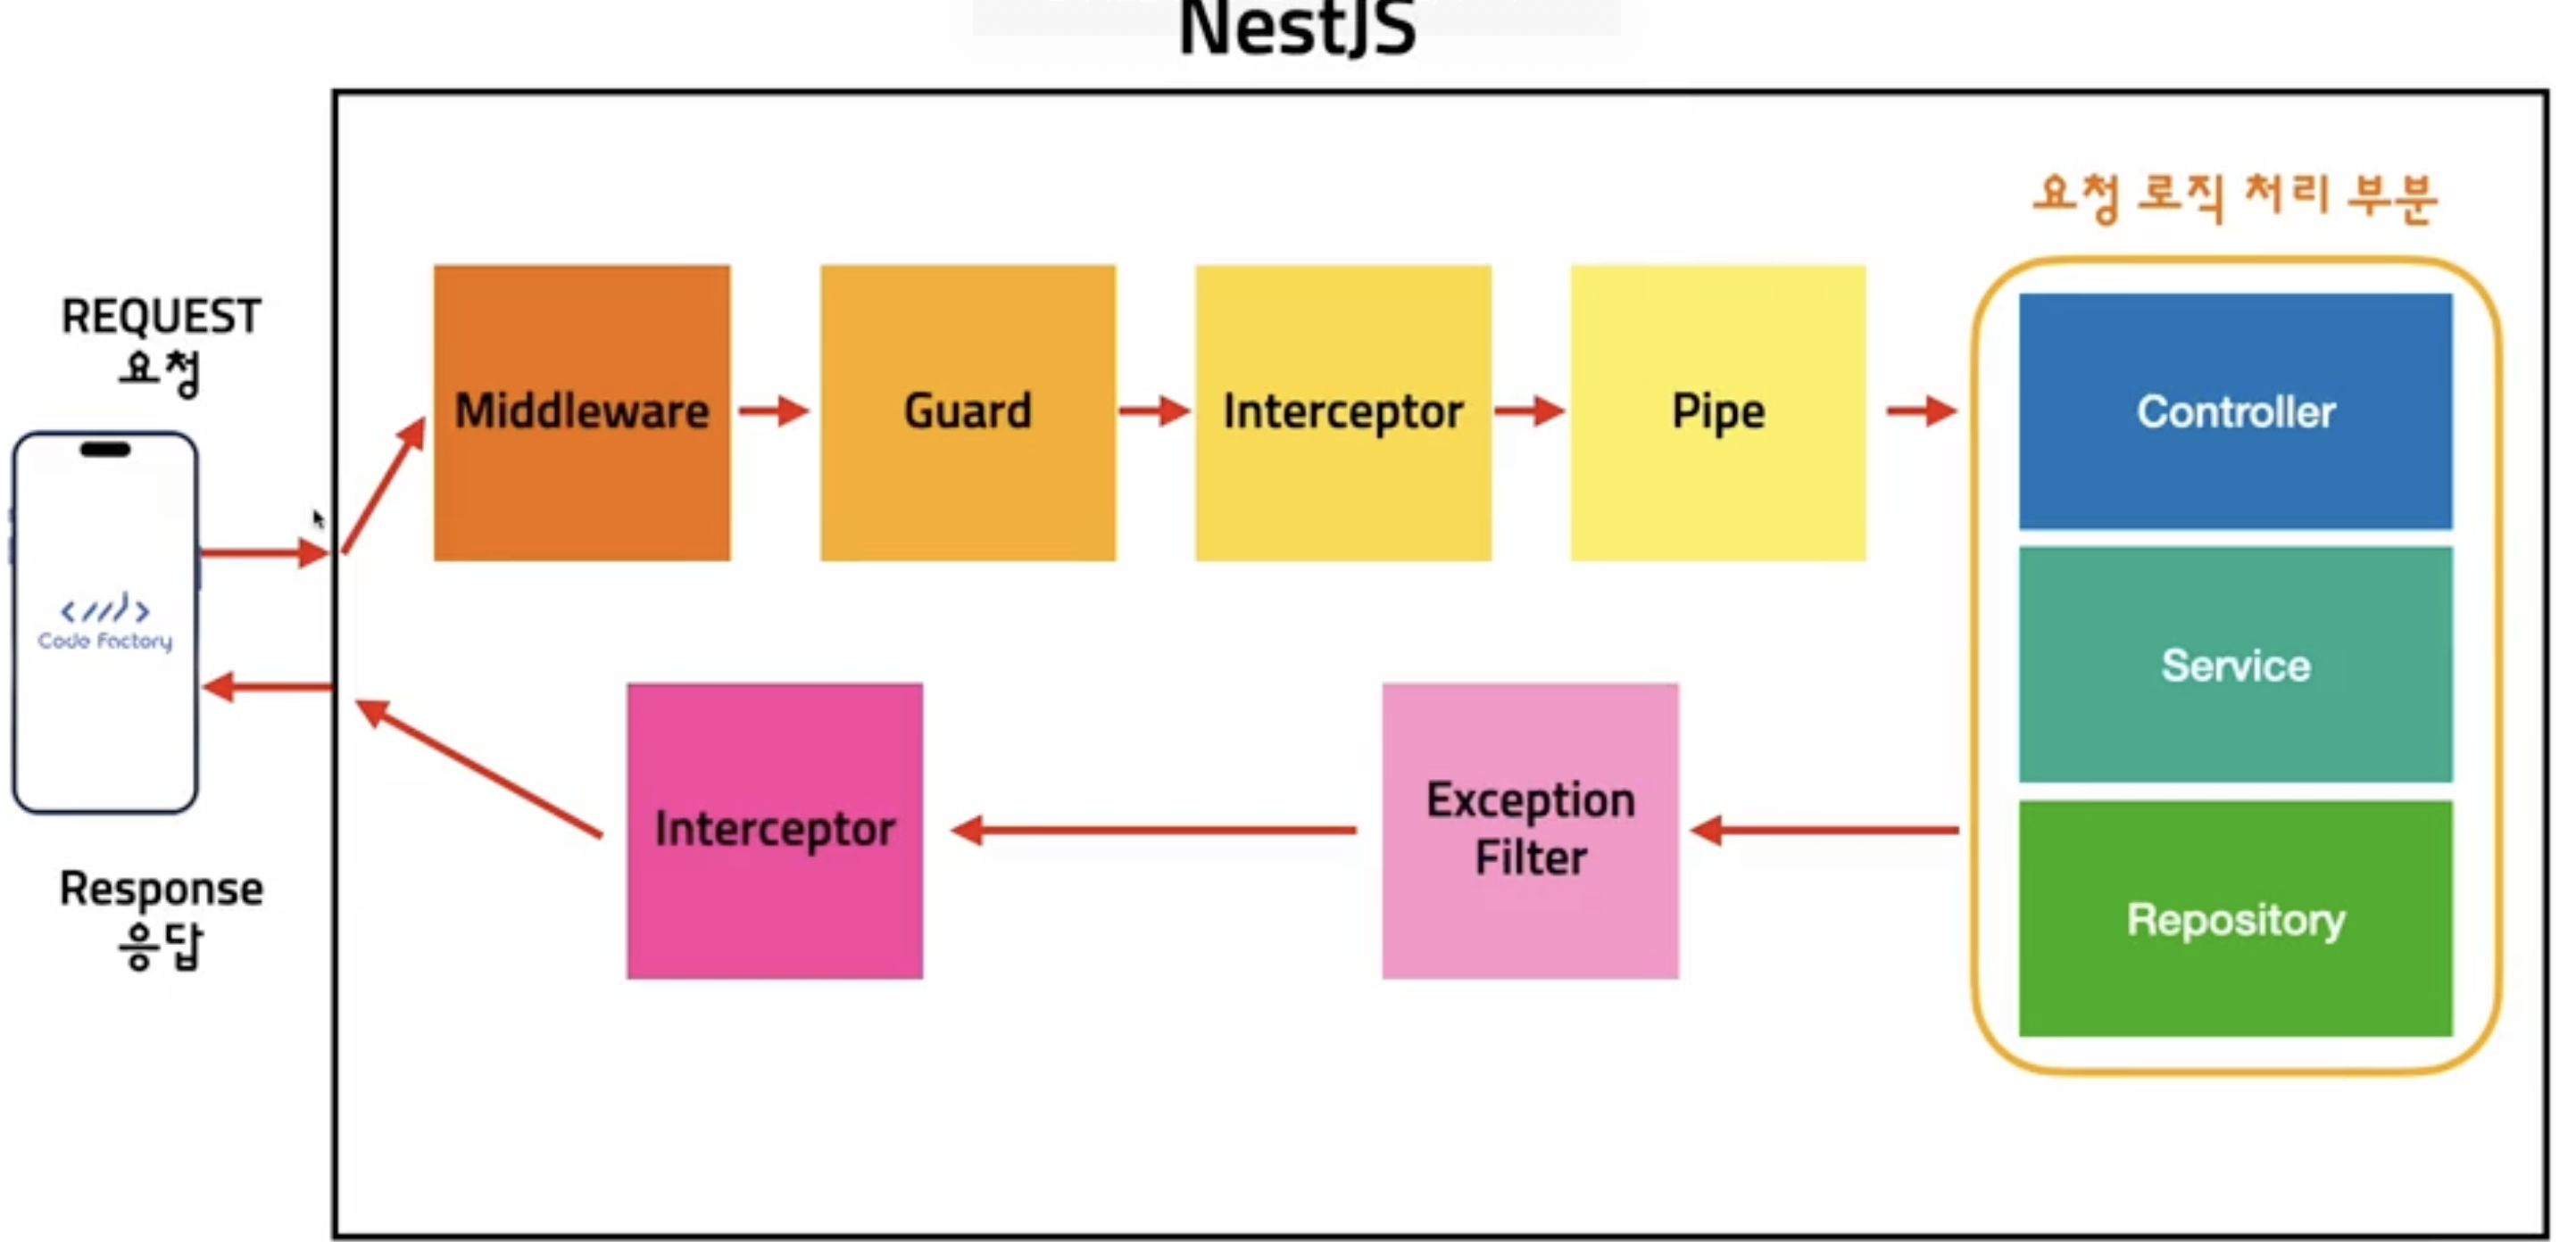 NestJS
요청 로직 처리 부분
REQUEST
요청
Middleware
Guard
Interceptor
Pipe
Controller
Code Factory
Service
Interceptor
Exception
Filter
Repository
Response
응답